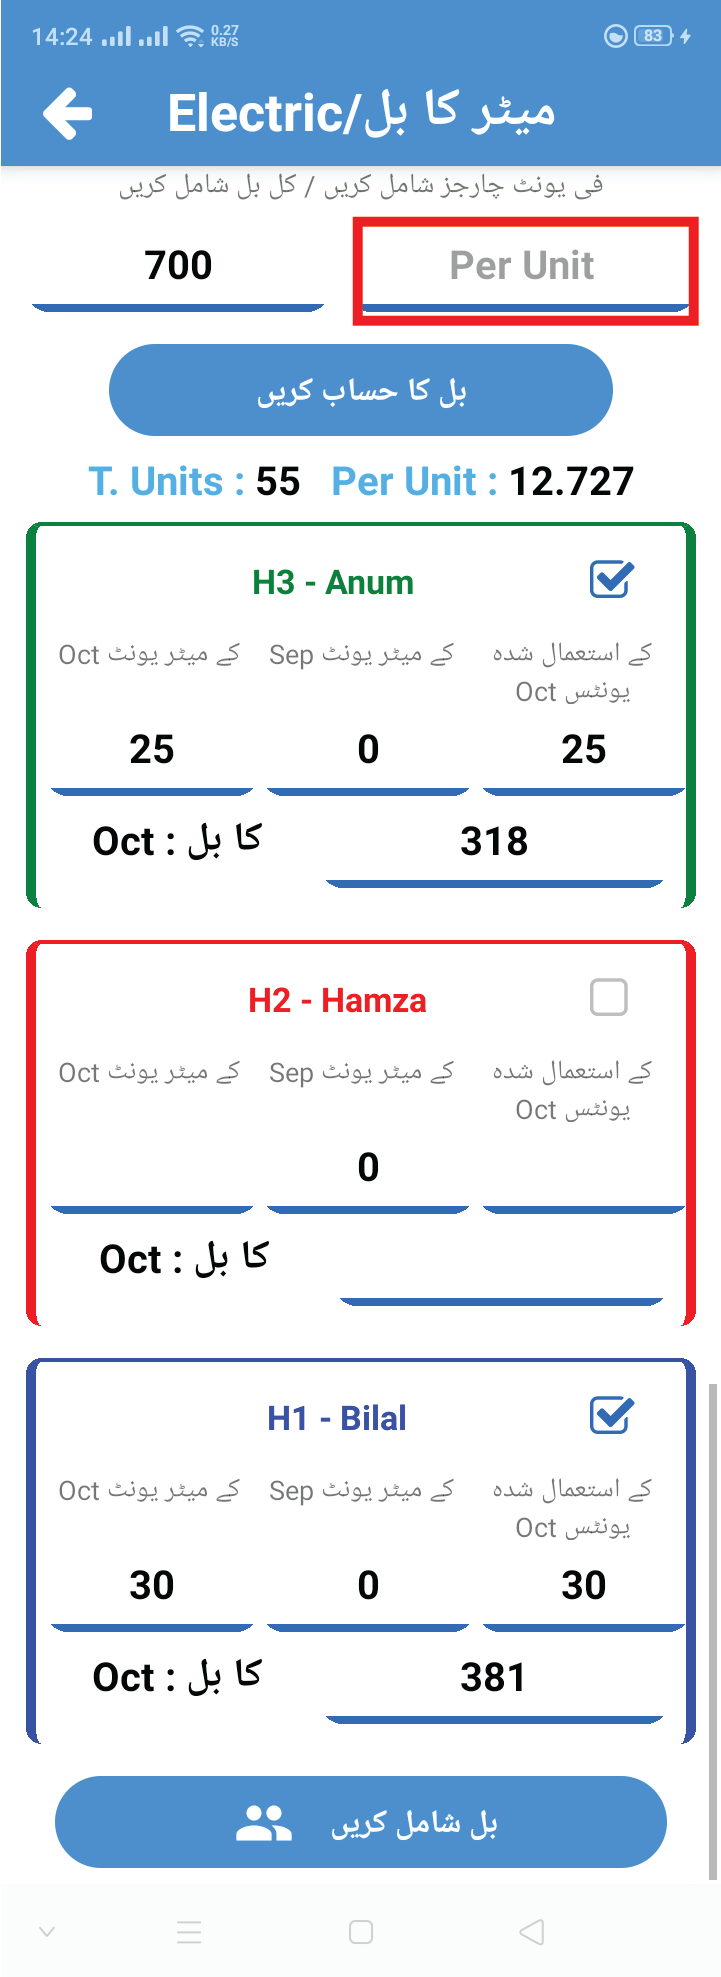 14:24 0.27 KB/S 83
Electric/میٹر کا بل
فی یونٹ چارجز شامل کریں / کل بل شامل کریں
700 Per Unit
بل کا حساب کریں
T. Units : 55 Per Unit : 12.727
H3 - Anum
Oct کے میٹر یونٹ Sep کے میٹر یونٹ کے استعمال شدہ
یونٹس Oct
25 0 25
Oct : کا بل 318
H2 - Hamza
Oct کے میٹر یونٹ Sep کے میٹر یونٹ کے استعمال شدہ
یونٹس Oct
0
Oct : کا بل
H1 - Bilal
Oct کے میٹر یونٹ Sep کے میٹر یونٹ کے استعمال شدہ
یونٹس Oct
30 0 30
Oct : کا بل 381
بل شامل کریں